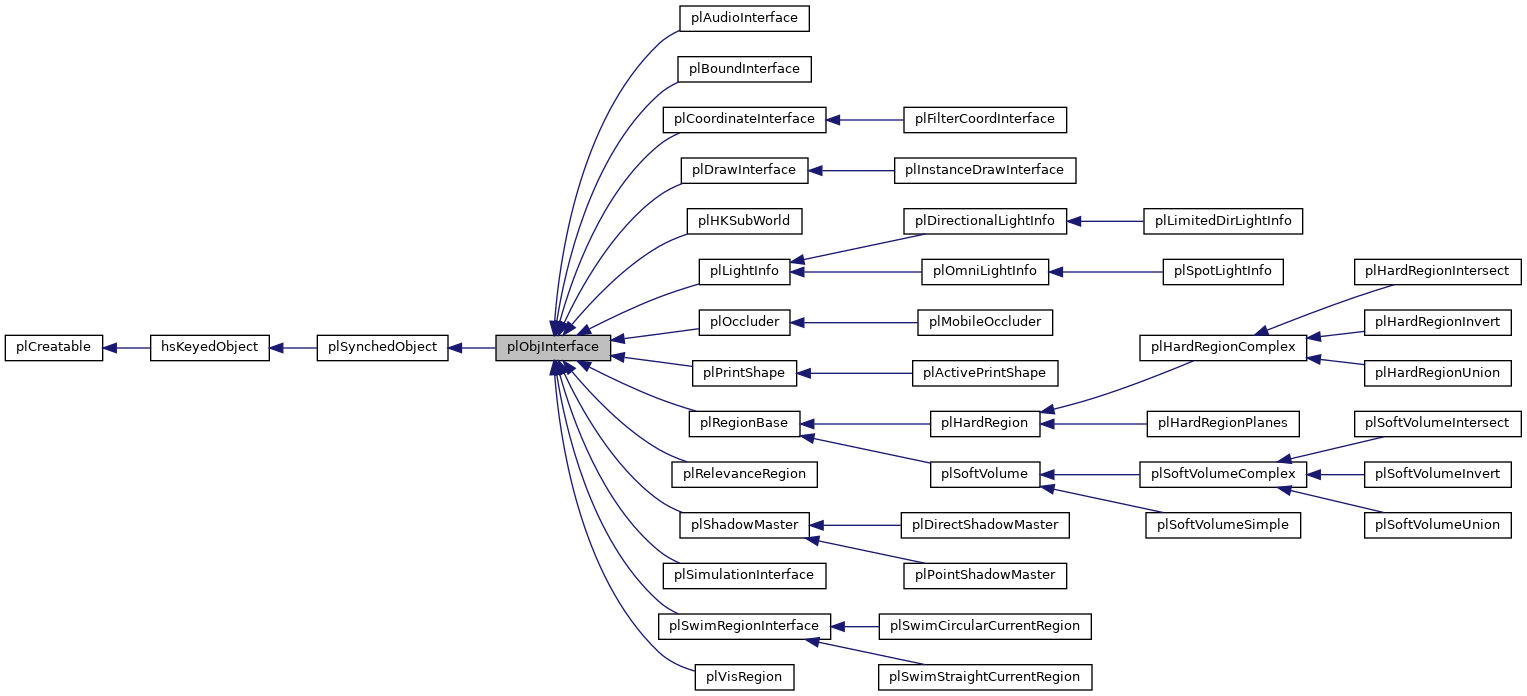 plAudioInterface
plBoundInterface
plCoordinateInterface
plFilterCoordInterface
plDrawInterface
plInstanceDrawInterface
plHKSubWorld
plDirectionalLightInfo
plLimitedDirLightInfo
plLightInfo
plOmniLightInfo
plSpotLightInfo
plHardRegionIntersect
plOccluder
plMobileOccluder
plHardRegionInvert
plCreatable
hsKeyedObject
plSynchedObject
plObjInterface
plHardRegionComplex
plPrintShape
plActivePrintShape
plHardRegionUnion
plRegionBase
plHardRegion
plHardRegionPlanes
plSoftVolumeIntersect
plRelevanceRegion
plSoftVolume
plSoftVolumeComplex
plSoftVolumeInvert
plShadowMaster
plDirectShadowMaster
plSoftVolumeSimple
plSoftVolumeUnion
plSimulationInterface
plPointShadowMaster
plSwimRegionInterface
plSwimCircularCurrentRegion
plVisRegion
plSwimStraightCurrentRegion